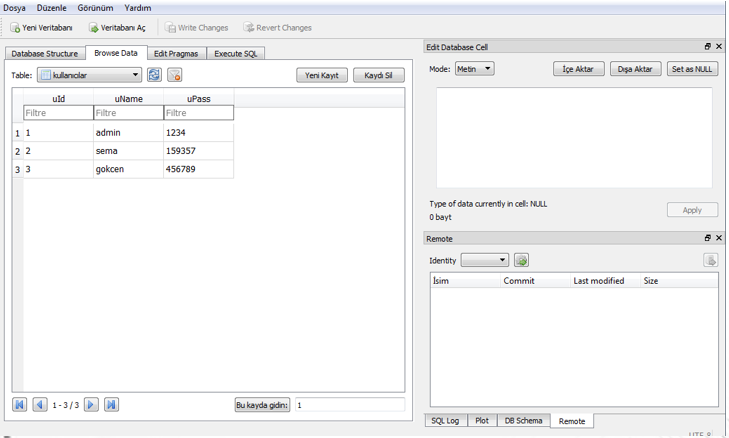 Dosya Düzenle Görünüm Yardım
Yeni Veritabanı Veritabanı Aç Write Changes Revert Changes
Database Structure Browse Data Edit Pragmas Execute SQL
Table: kullanıcılar Yeni Kayıt Kaydı Sil
uId uName uPass
Filtre Filtre Filtre
1 1 admin 1234
2 2 sema 159357
3 3 gokcen 456789
1 - 3 / 3 Bu kayda gidin: 1
Edit Database Cell
Mode: Metin İçe Aktar Dışa Aktar Set as NULL
Type of data currently in cell: NULL
0 bayt
Apply
Remote
Identity
İsim Commit Last modified Size
SQL Log Plot DB Schema Remote
UTF-8